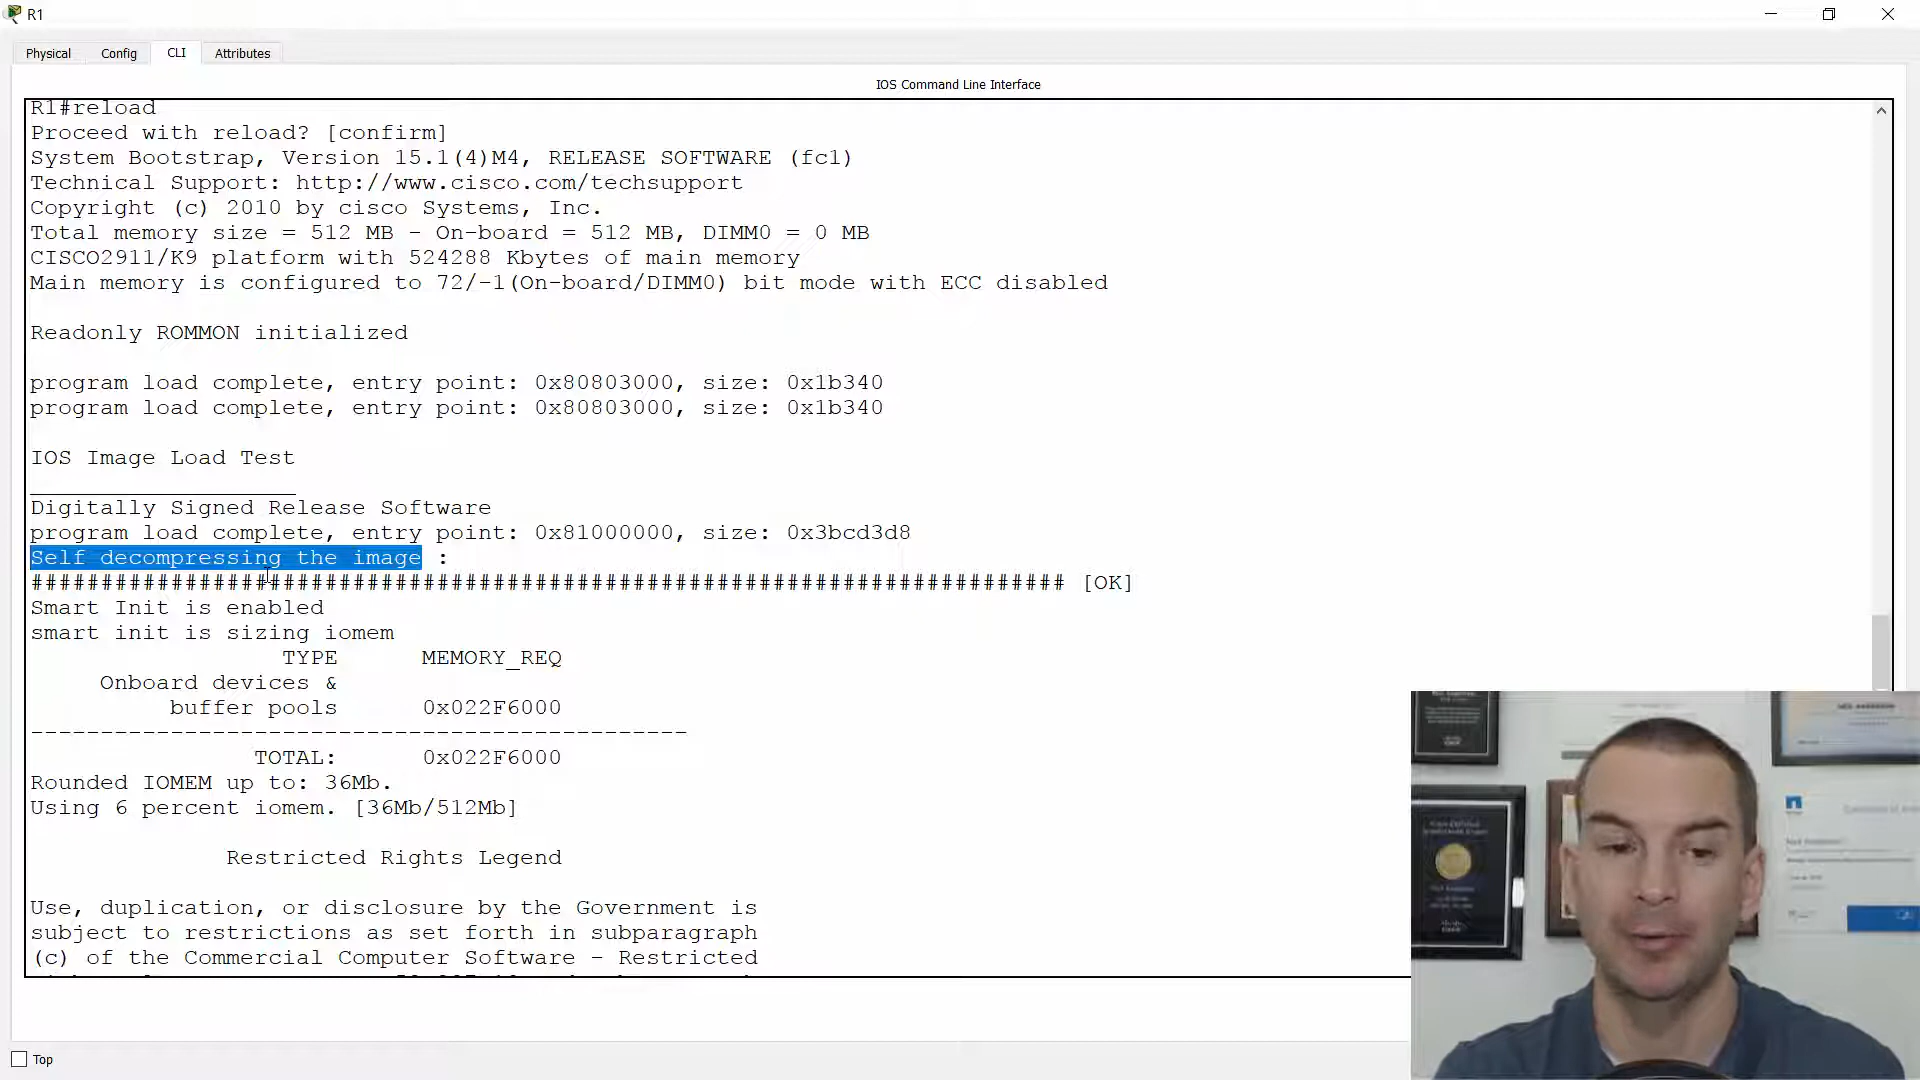 R1
Physical Config CLI Attributes
IOS Command Line Interface
R1#reload
Proceed with reload? [confirm]
System Bootstrap, Version 15.1(4)M4, RELEASE SOFTWARE (fc1)
Technical Support: http://www.cisco.com/techsupport
Copyright (c) 2010 by cisco Systems, Inc.
Total memory size = 512 MB - On-board = 512 MB, DIMM0 = 0 MB
CISCO2911/K9 platform with 524288 Kbytes of main memory
Main memory is configured to 72/-1(On-board/DIMM0) bit mode with ECC disabled
Readonly ROMMON initialized
program load complete, entry point: 0x80803000, size: 0x1b340
program load complete, entry point: 0x80803000, size: 0x1b340
IOS Image Load Test
___________________
Digitally Signed Release Software
program load complete, entry point: 0x81000000, size: 0x3bcd3d8
Self decompressing the image :
########################################################################## [OK]
Smart Init is enabled
smart init is sizing iomem
TYPE MEMORY_REQ
Onboard devices &
buffer pools 0x022F6000
-----------------------------------------------
TOTAL: 0x022F6000
Rounded IOMEM up to: 36Mb.
Using 6 percent iomem. [36Mb/512Mb]
Restricted Rights Legend
Use, duplication, or disclosure by the Government is
subject to restrictions as set forth in subparagraph
(c) of the Commercial Computer Software - Restricted
Top